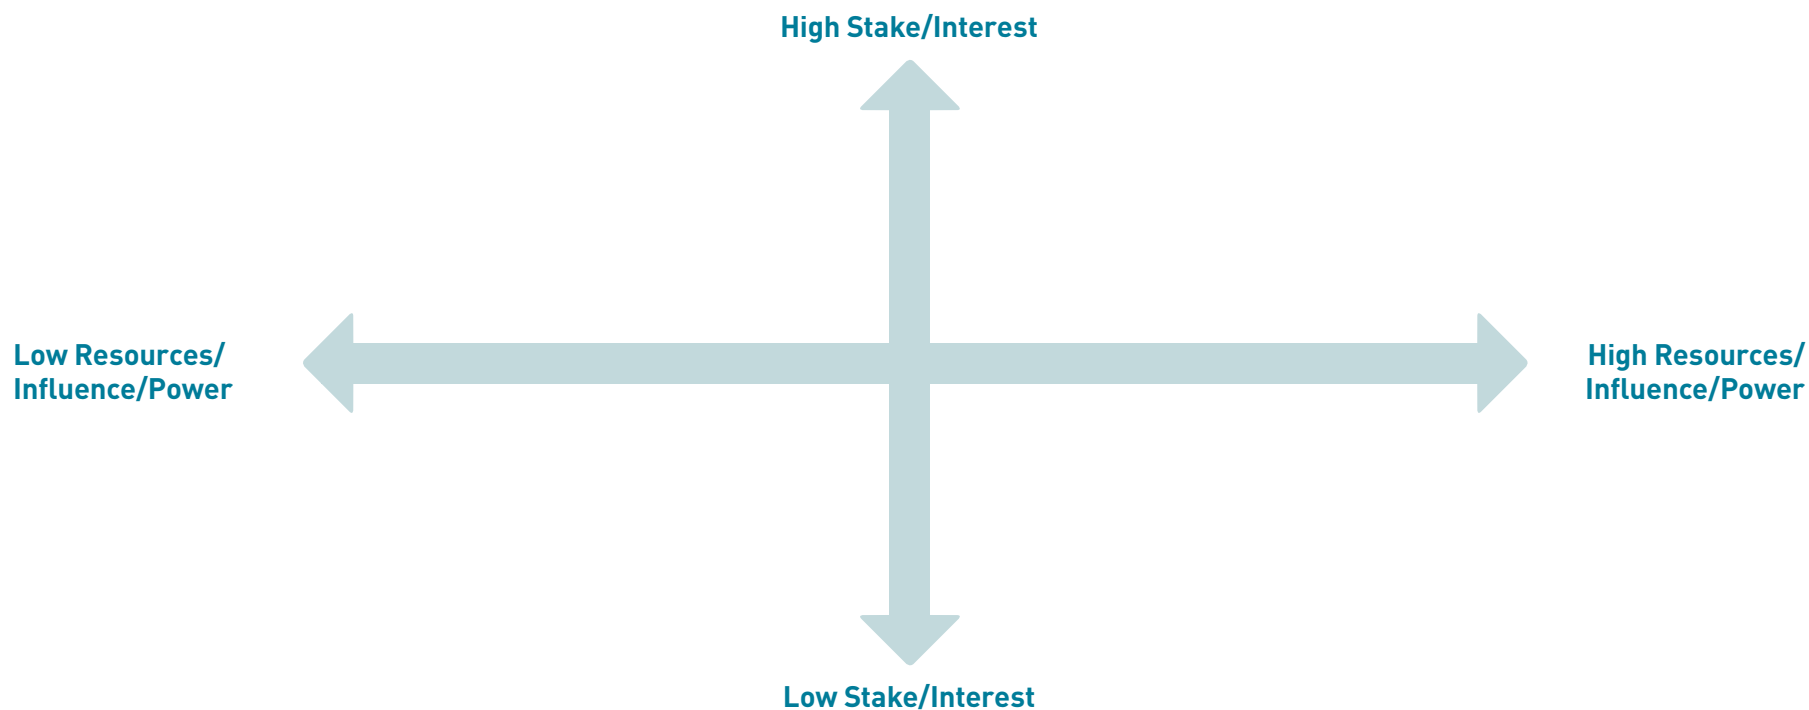 High Stake/Interest
Low Resources/
Influence/Power
High Resources/
Influence/Power
Low Stake/Interest